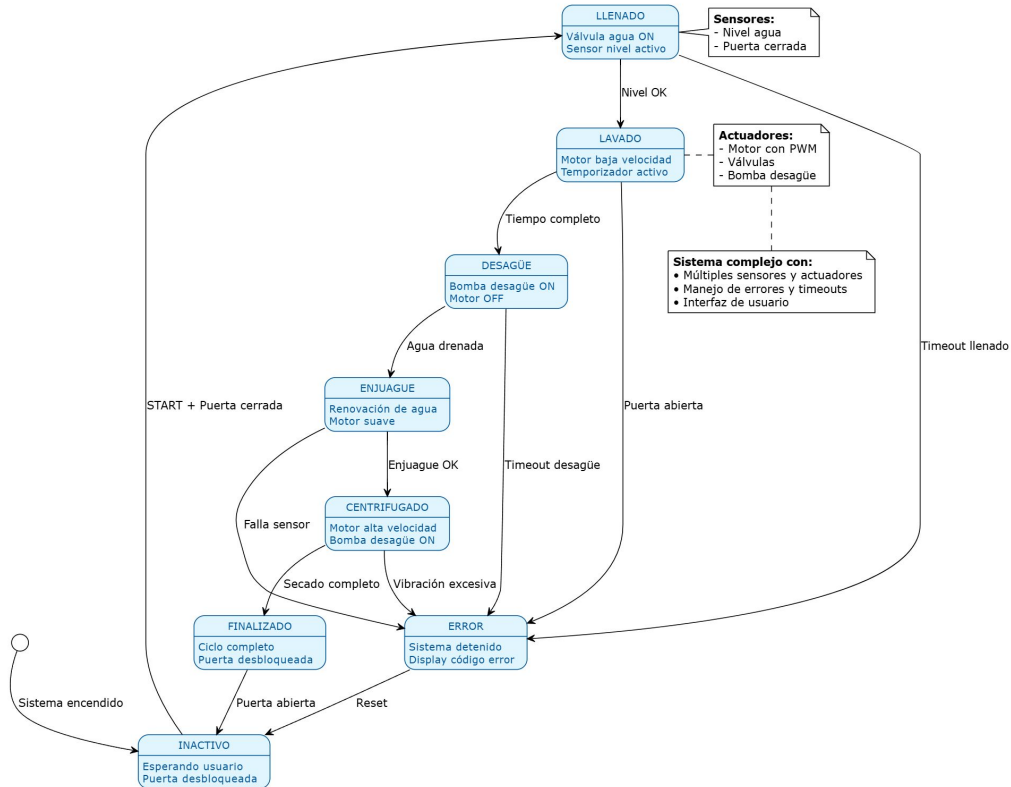 LLENADO
Válvula agua ON
Sensor nivel activo
Sensores:
- Nivel agua
- Puerta cerrada
Nivel OK
LAVADO
Motor baja velocidad
Temporizador activo
Actuadores:
- Motor con PWM
- Válvulas
- Bomba desagüe
Tiempo completo
DESAGÜE
Bomba desagüe ON
Motor OFF
Sistema complejo con:
• Múltiples sensores y actuadores
• Manejo de errores y timeouts
• Interfaz de usuario
Agua drenada
Timeout llenado
ENJUAGUE
Renovación de agua
Motor suave
START + Puerta cerrada
Puerta abierta
Enjuague OK
Timeout desagüe
CENTRIFUGADO
Motor alta velocidad
Bomba desagüe ON
Falla sensor
Secado completo
Vibración excesiva
FINALIZADO
Ciclo completo
Puerta desbloqueada
ERROR
Sistema detenido
Display código error
Sistema encendido
Puerta abierta
Reset
INACTIVO
Esperando usuario
Puerta desbloqueada